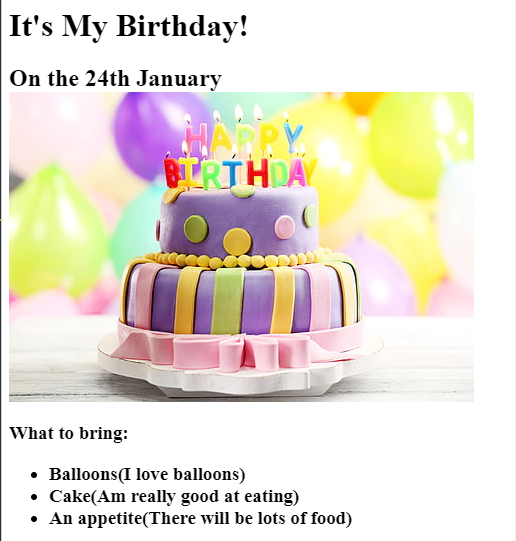 It's My Birthday!
On the 24th January
HAPPY
BIRTHDAY
What to bring:
Balloons(I love balloons)
Cake(Am really good at eating)
An appetite(There will be lots of food)